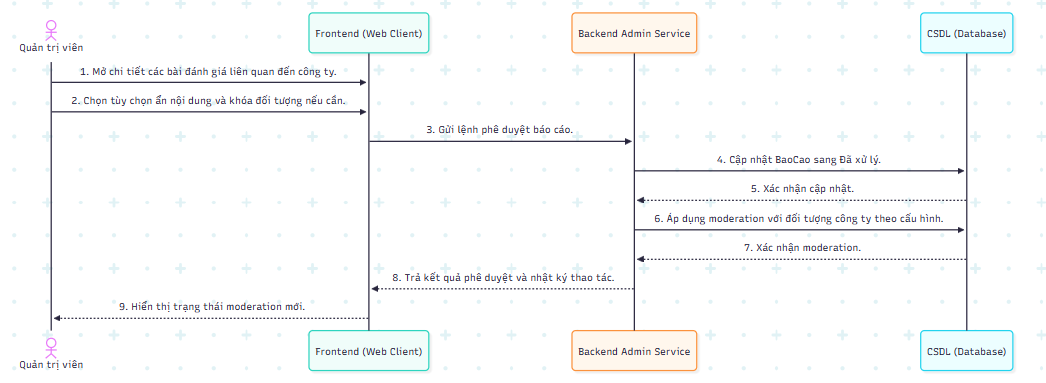 Quản trị viên
Frontend (Web Client)
Backend Admin Service
CSDL (Database)
1. Mở chi tiết các bài đánh giá liên quan đến công ty.
2. Chọn tùy chọn ẩn nội dung và khóa đối tượng nếu cần.
3. Gửi lệnh phê duyệt báo cáo.
4. Cập nhật BaoCao sang Đã xử lý.
5. Xác nhận cập nhật.
6. Áp dụng moderation với đối tượng công ty theo cấu hình.
7. Xác nhận moderation.
8. Trả kết quả phê duyệt và nhật ký thao tác.
9. Hiển thị trạng thái moderation mới.
Quản trị viên
Frontend (Web Client)
Backend Admin Service
CSDL (Database)